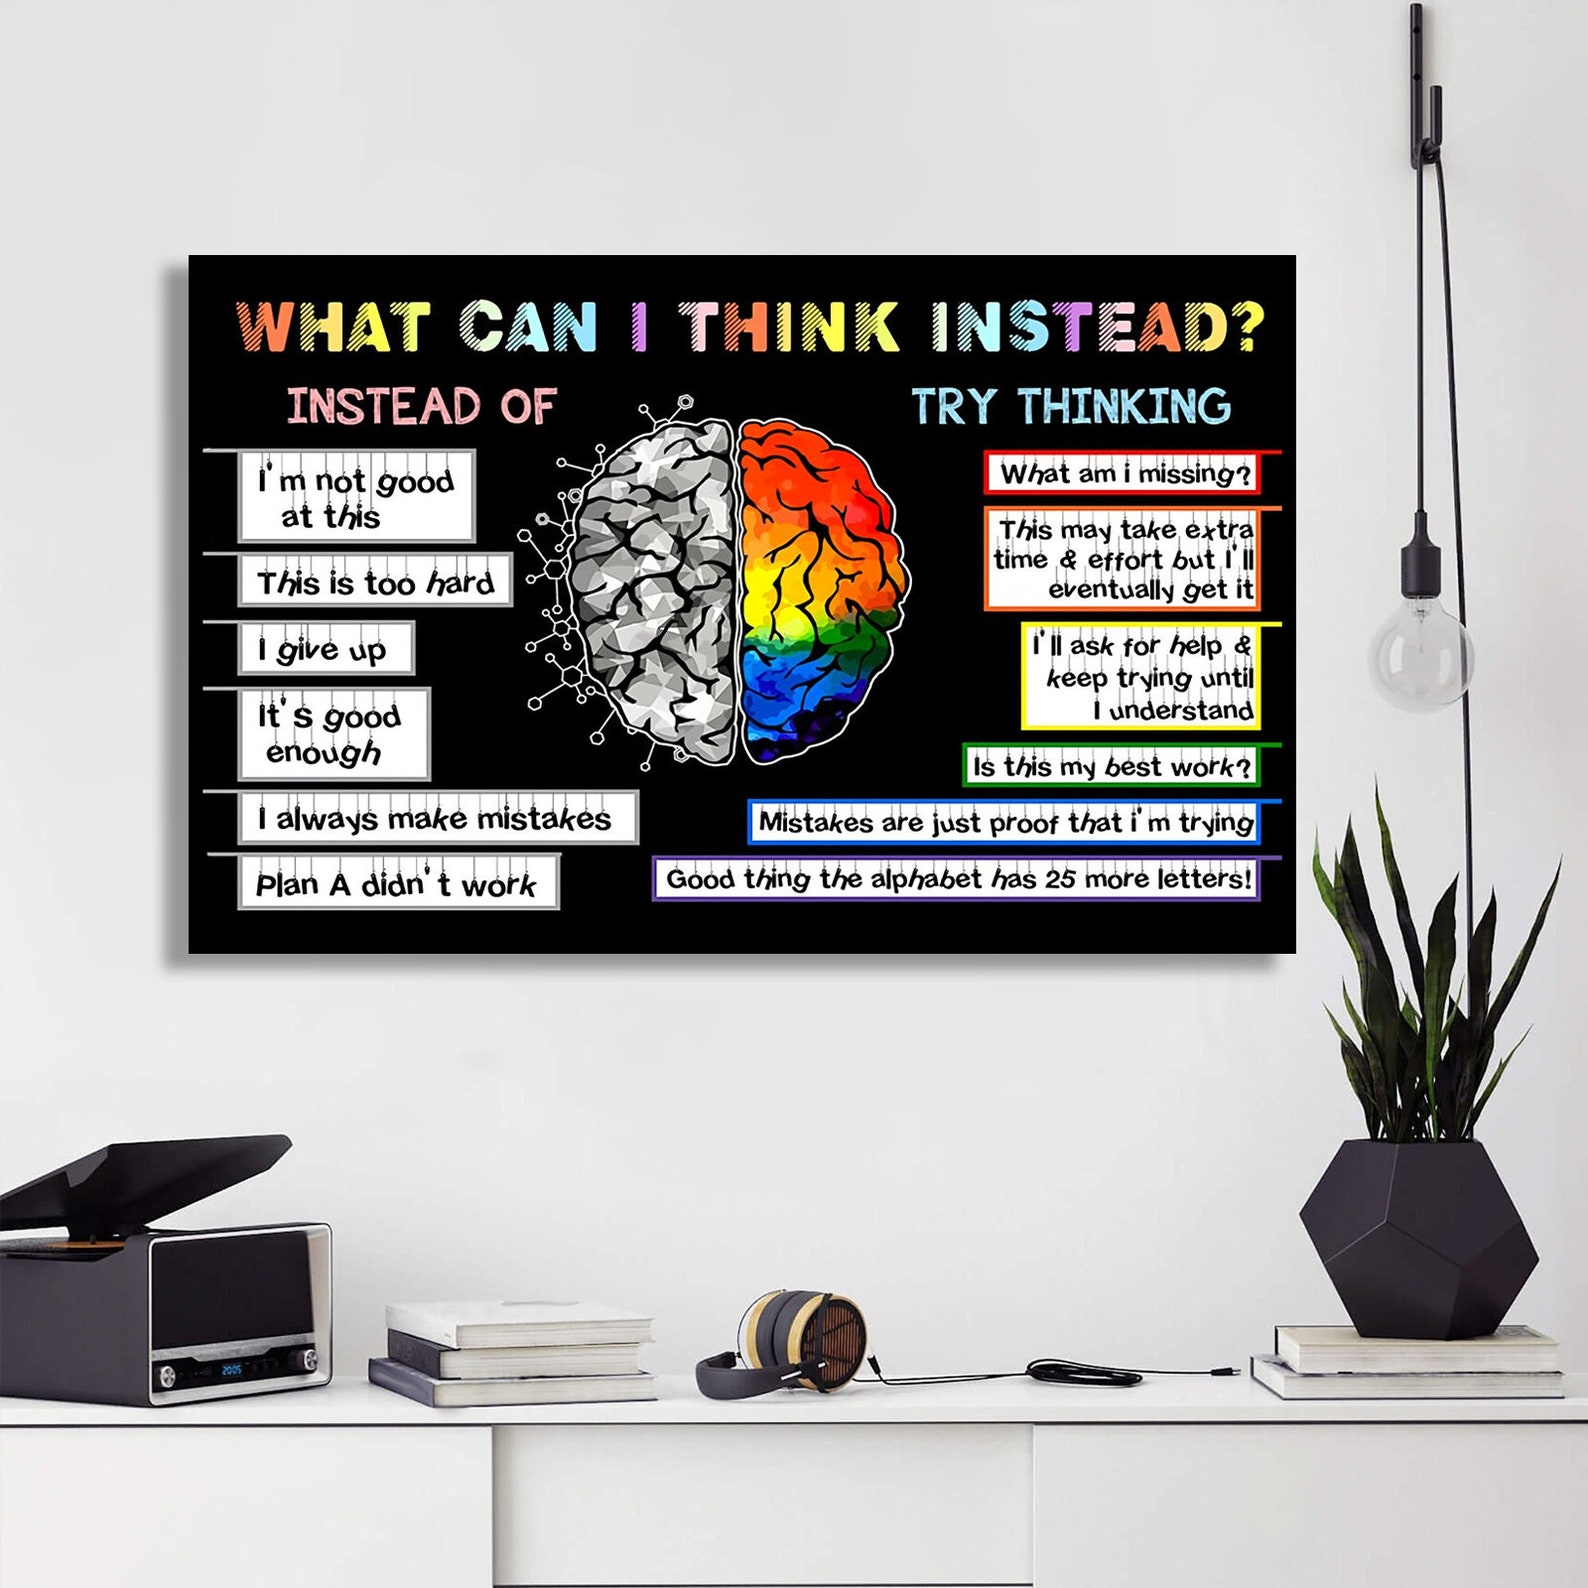 WHAT CAN I THINK INSTEAD?
INSTEAD OF
I'm not good
at this
This is too hard
I give up
It's good
enough
I always make mistakes
Plan A didn't work
TRY THINKING
What am i missing?
This may take extra
time & effort but I'll
eventually get it
I'll ask for help &
keep trying until
I understand
Is this my best work?
Mistakes are just proof that i'm trying
Good thing the alphabet has 25 more letters!
2005